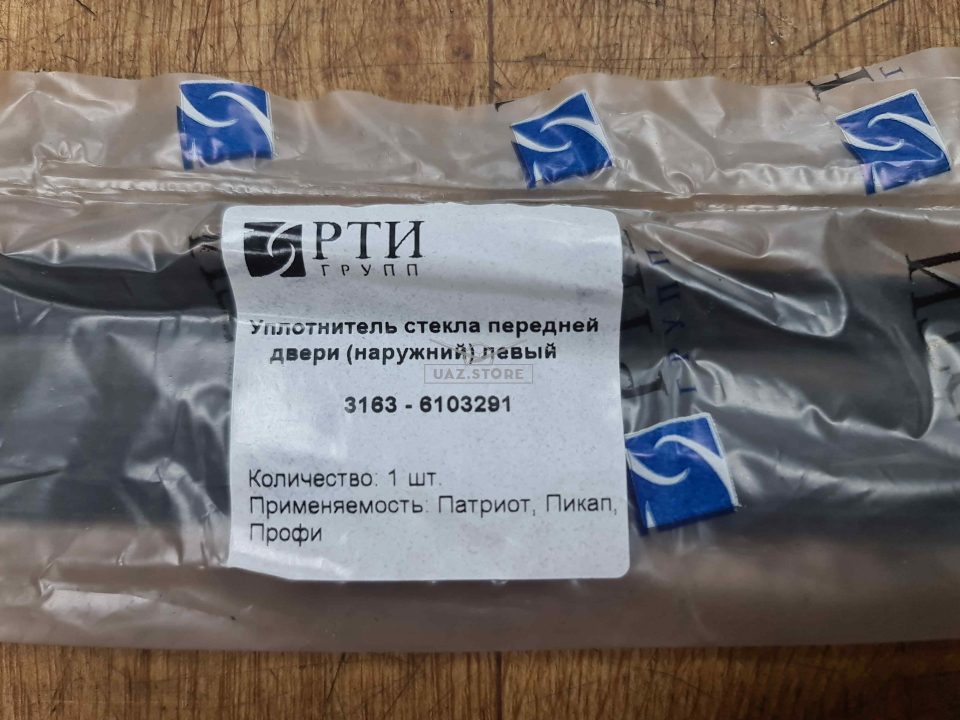 РТИ
ГРУПП
Уплотнитель стекла передней
двери (наружний) левый
UAZ.STORE
3163 - 6103291
Количество: 1 шт.
Применяемость: Патриот, Пикап,
Профи